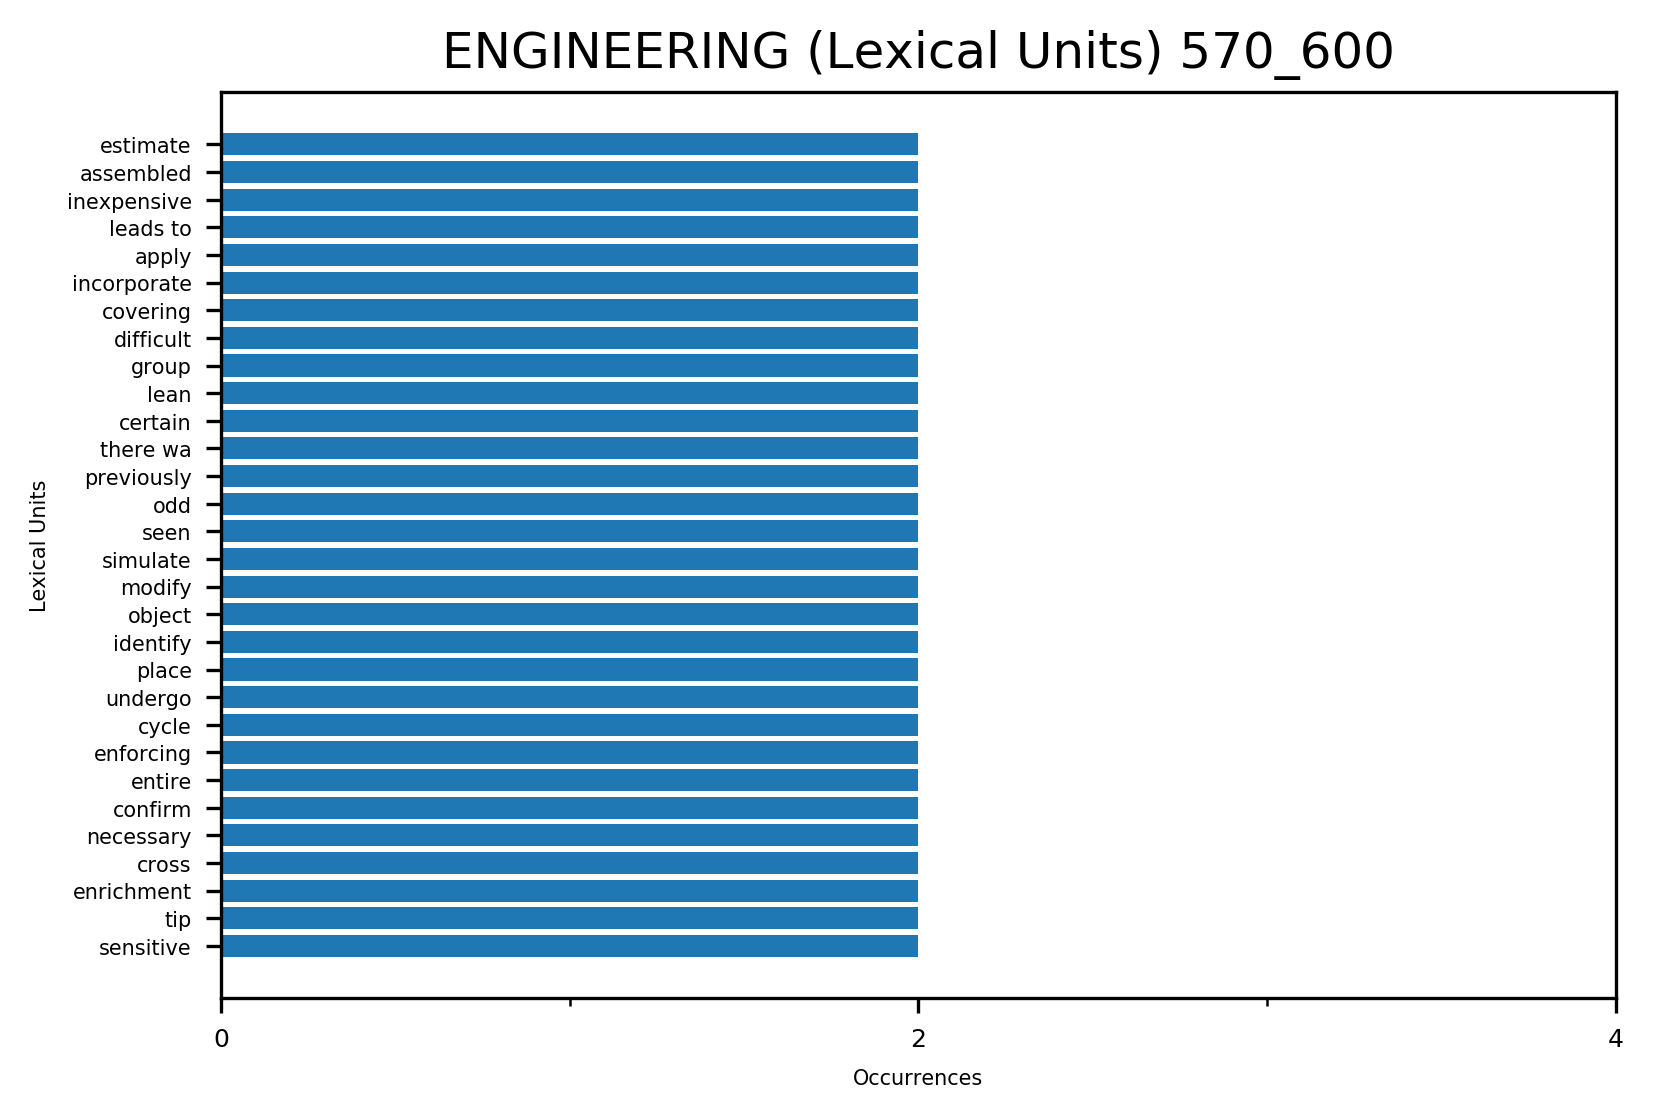 ENGINEERING (Lexical Units) 570_600
estimate
assembled
inexpensive
leads to
apply
incorporate
covering
difficult
group
lean
certain
there wa
previously
odd
seen
simulate
modify
object
identify
place
undergo
cycle
enforcing
entire
confirm
necessary
cross
enrichment
tip
sensitive
Lexical Units
0 2 4
Occurrences